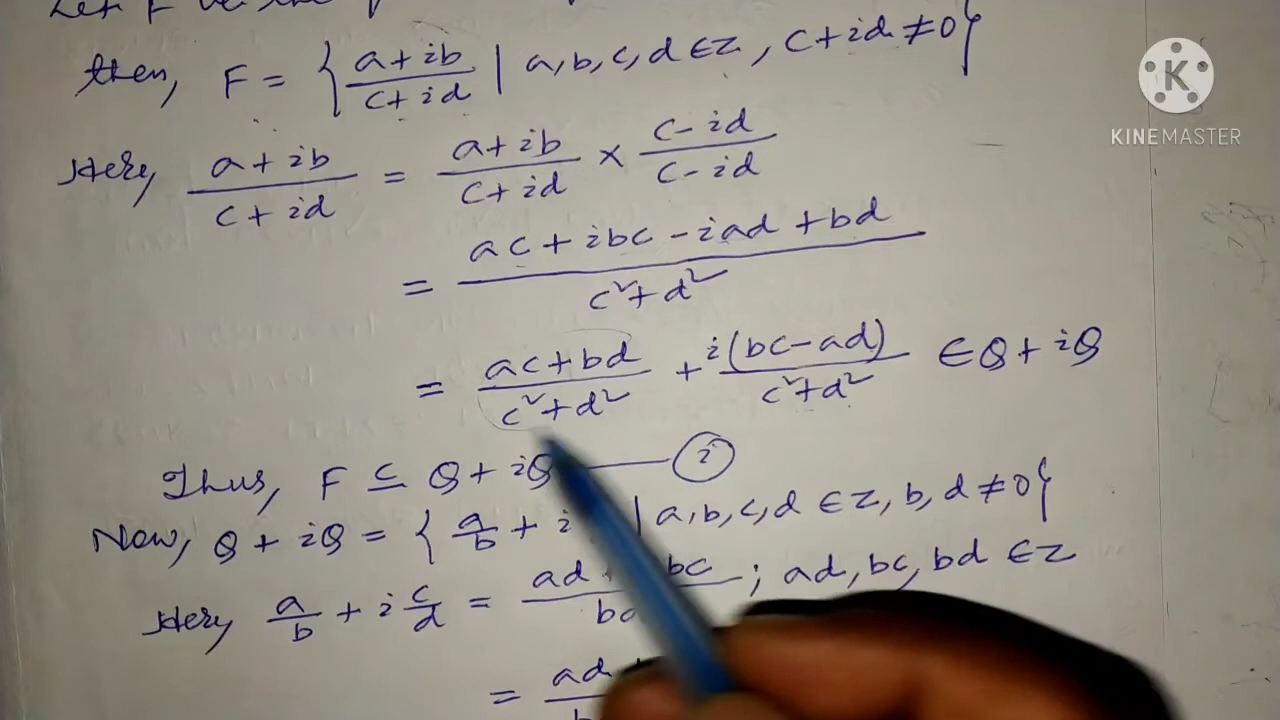 Let F
then, F = { a+ib / c+id | a, b, c, d ∈ Z, c+id ≠ 0 }
K
KINEMASTER
Here, a+ib / c+id = a+ib / c+id × c-id / c-id
= ac + ibc - iad + bd / c²+d²
= ac+bd / c²+d² + i(bc-ad) / c²+d² ∈ Q + iQ
Thus, F ⊆ Q + iQ — (i)
Now, Q + iQ = { a/b + i | a, b, c, d ∈ Z, b, d ≠ 0 }
Here a/b + i c/d = ad bc / bd ; ad, bc, bd ∈ Z
= ad